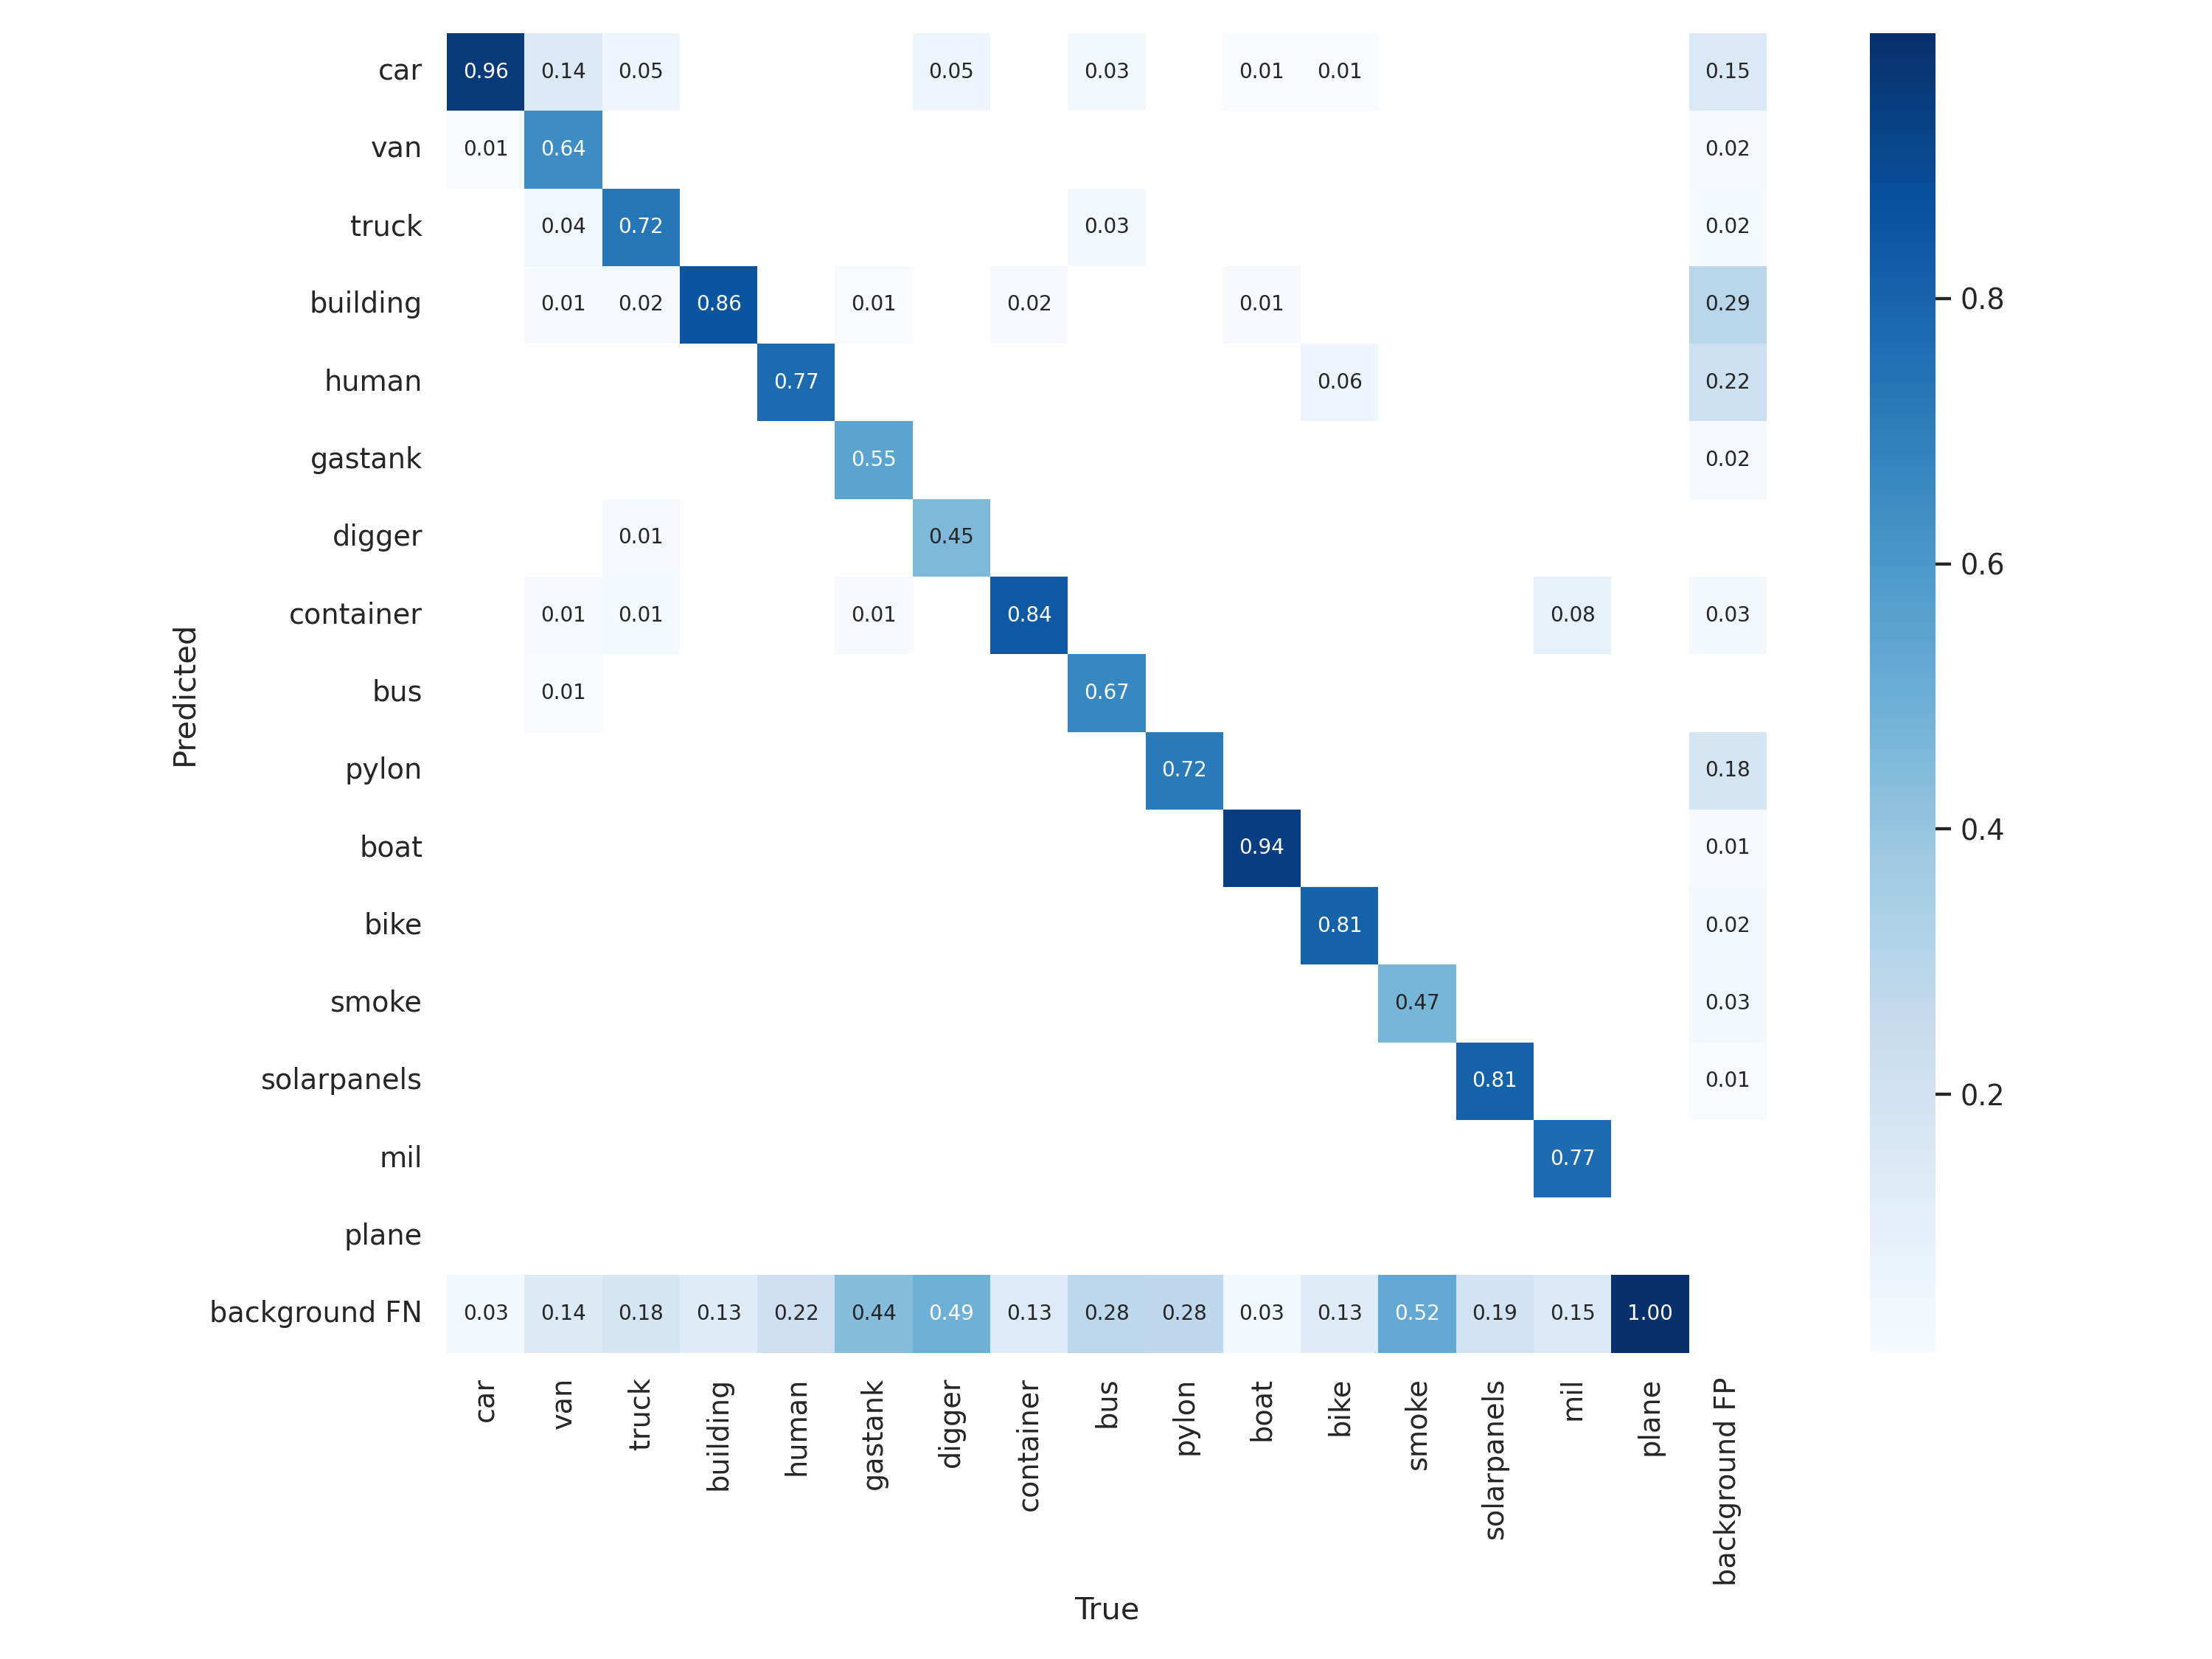 car 0.96 0.14 0.05 0.05 0.03 0.01 0.01 0.15
van 0.01 0.64 0.02
truck 0.04 0.72 0.03 0.02
building 0.01 0.02 0.86 0.01 0.02 0.01 0.29 0.8
human 0.77 0.06 0.22
gastank 0.55 0.02
digger 0.01 0.45 0.6
container 0.01 0.01 0.01 0.84 0.08 0.03
bus 0.01 0.67
Predicted
pylon 0.72 0.18
boat 0.94 0.01 0.4
bike 0.81 0.02
smoke 0.47 0.03
solarpanels 0.81 0.01 0.2
mil 0.77
plane
background FN 0.03 0.14 0.18 0.13 0.22 0.44 0.49 0.13 0.28 0.28 0.03 0.13 0.52 0.19 0.15 1.00
car van truck building human gastank digger container bus pylon boat bike smoke solarpanels mil plane background FP
True